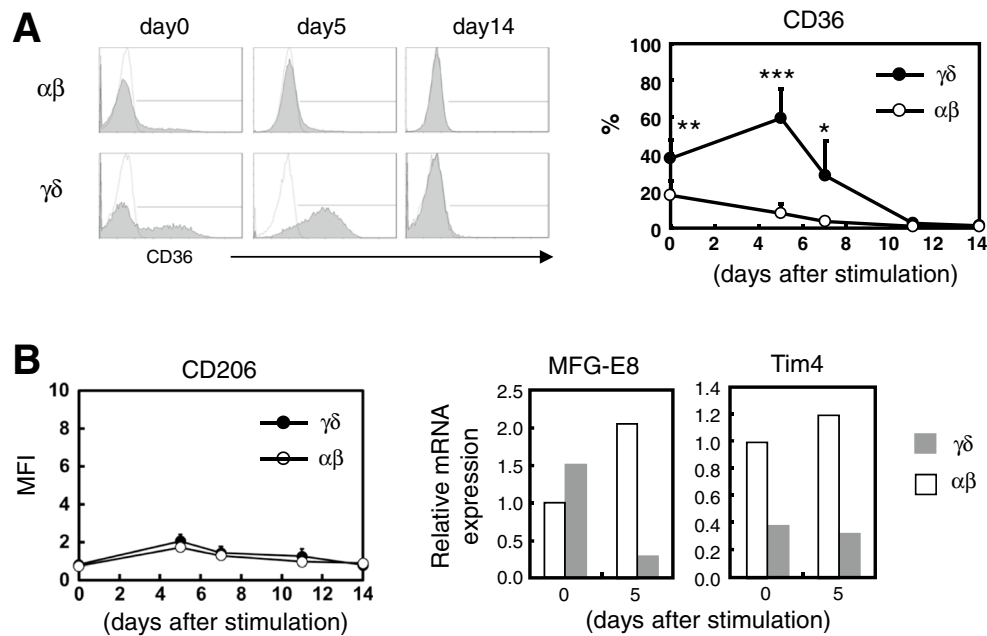 A
day0 day5 day14
αβ
γδ
CD36
CD36
100
80
60
40
20
0
%
***
**
*
γδ
αβ
0 2 4 6 8 10 12 14
(days after stimulation)
B
CD206
10
8
6
4
2
0
MFI
γδ
αβ
0 2 4 6 8 10 12 14
(days after stimulation)
MFG-E8
Relative mRNA
expression
2.5
2.0
1.5
1.0
0.5
0.0
0 5
Tim4
1.4
1.2
1.0
0.8
0.6
0.4
0.2
0.0
0 5
(days after stimulation)
γδ
αβ